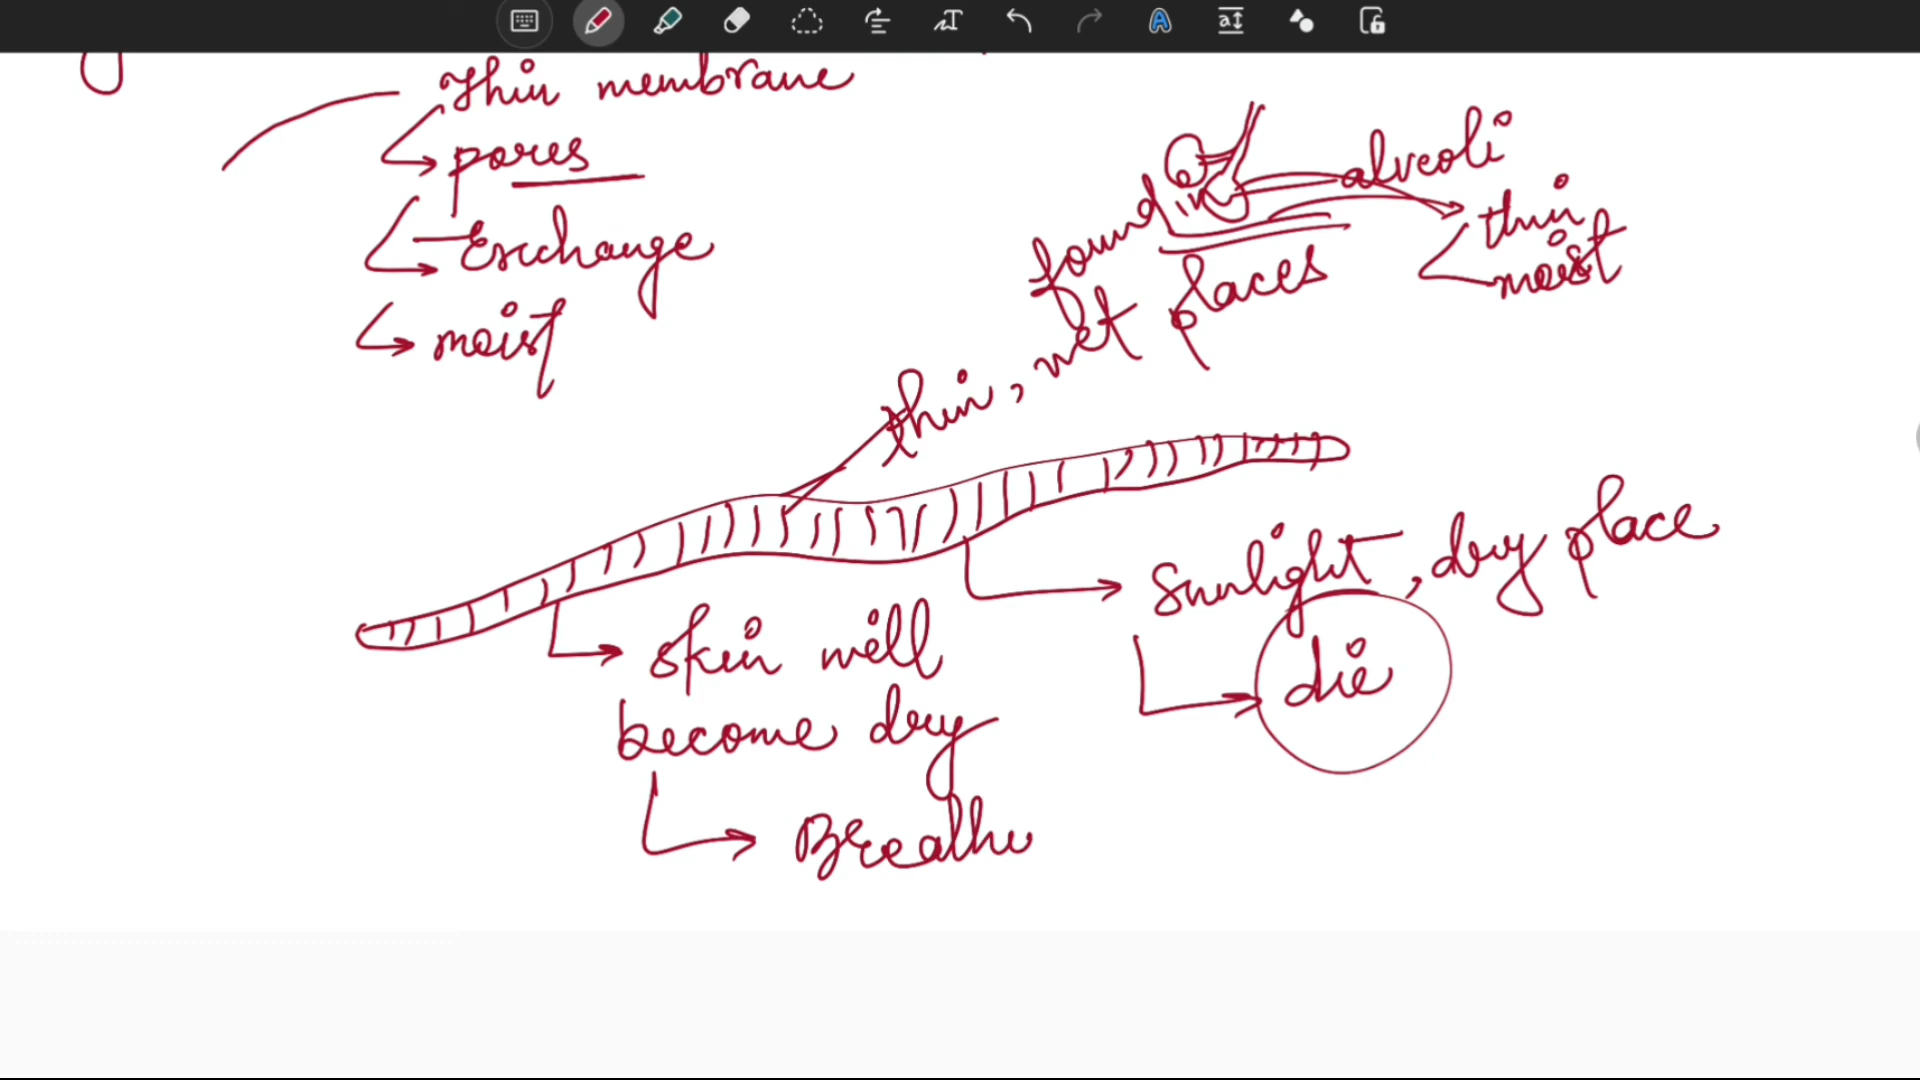 Thin membrane
pores
Exchange
moist
alveoli
thin
moist
found in
wet places
thin,
Sunlight, dry place
die
skin will
become dry
Breathe